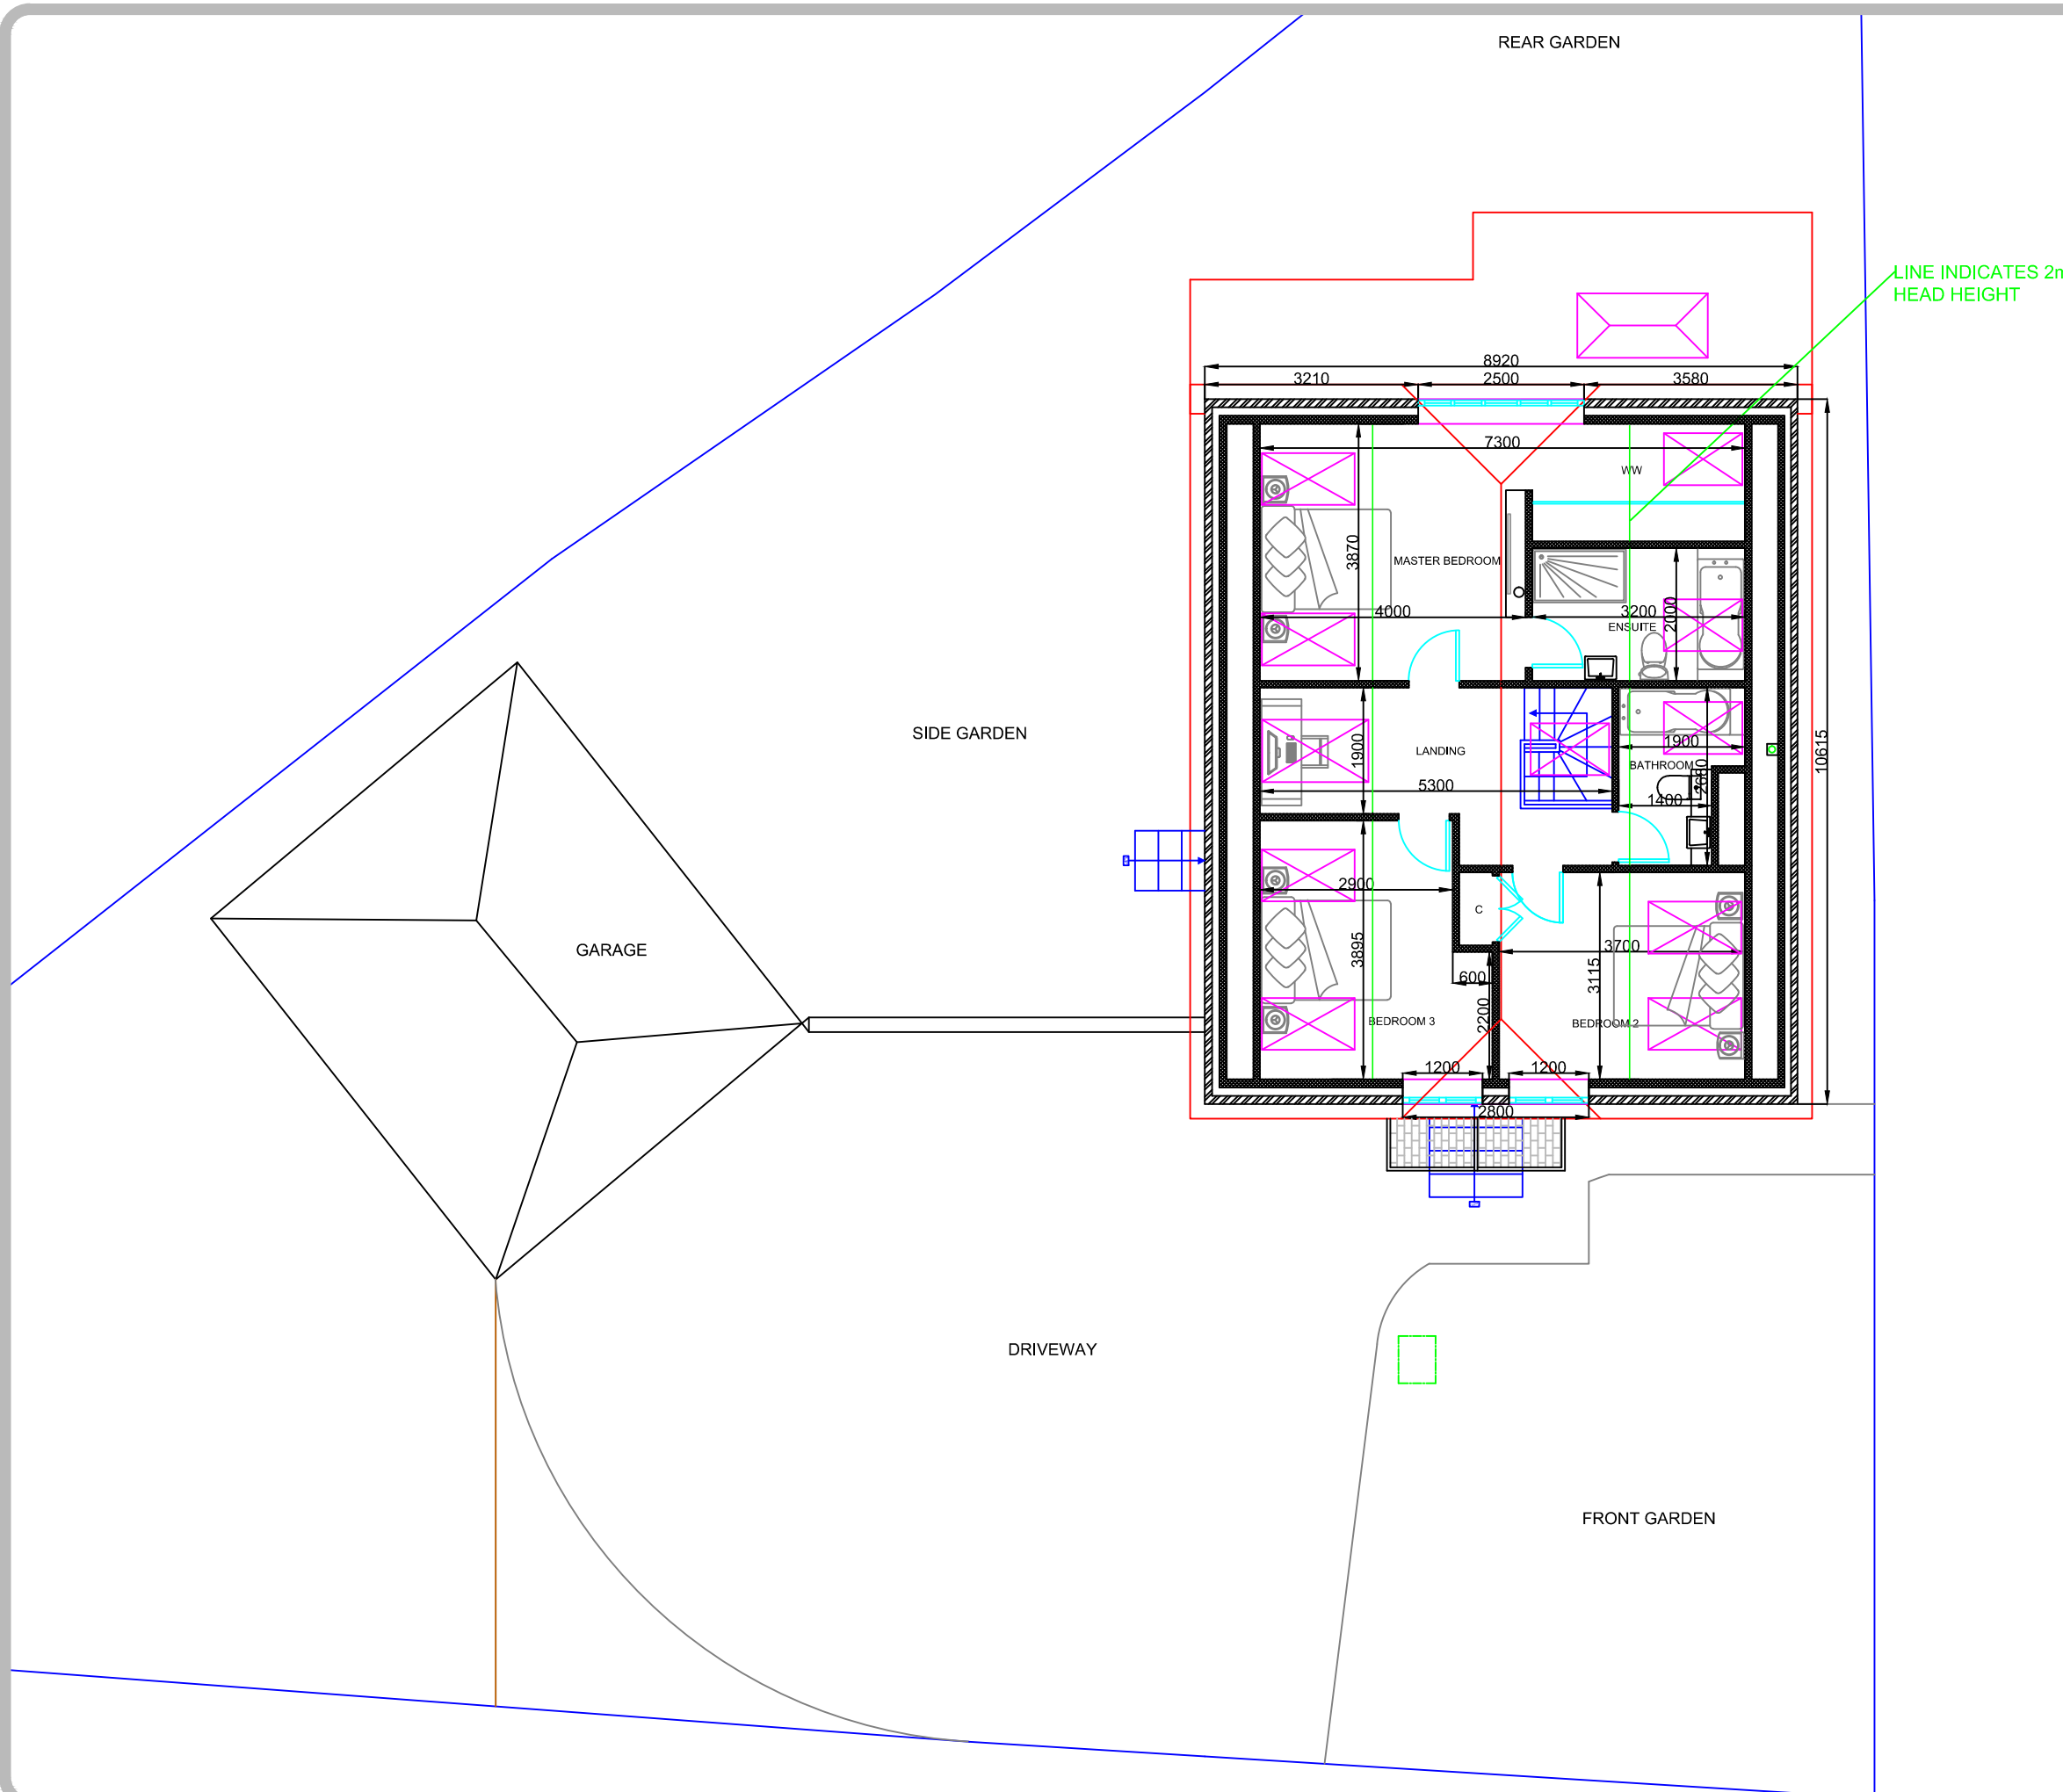 REAR GARDEN
LINE INDICATES 2m
HEAD HEIGHT
8920
3210
2500
3580
7300
WW
3870
MASTER BEDROOM
4000
3200
2000
ENSUITE
SIDE GARDEN
1900
LANDING
1900
BATHROOM
2680
10615
5300
1400
2900
C
GARAGE
3895
3700
3115
600
2200
BEDROOM 3
BEDROOM 2
1200
1200
2800
DRIVEWAY
FRONT GARDEN